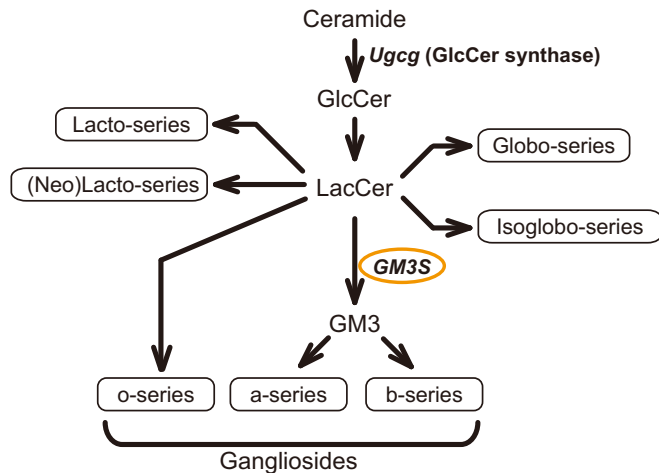 Ceramide
Ugcg (GlcCer synthase)
GlcCer
Lacto-series
Globo-series
(Neo)Lacto-series
LacCer
Isoglobo-series
GM3S
GM3
o-series
a-series
b-series
Gangliosides